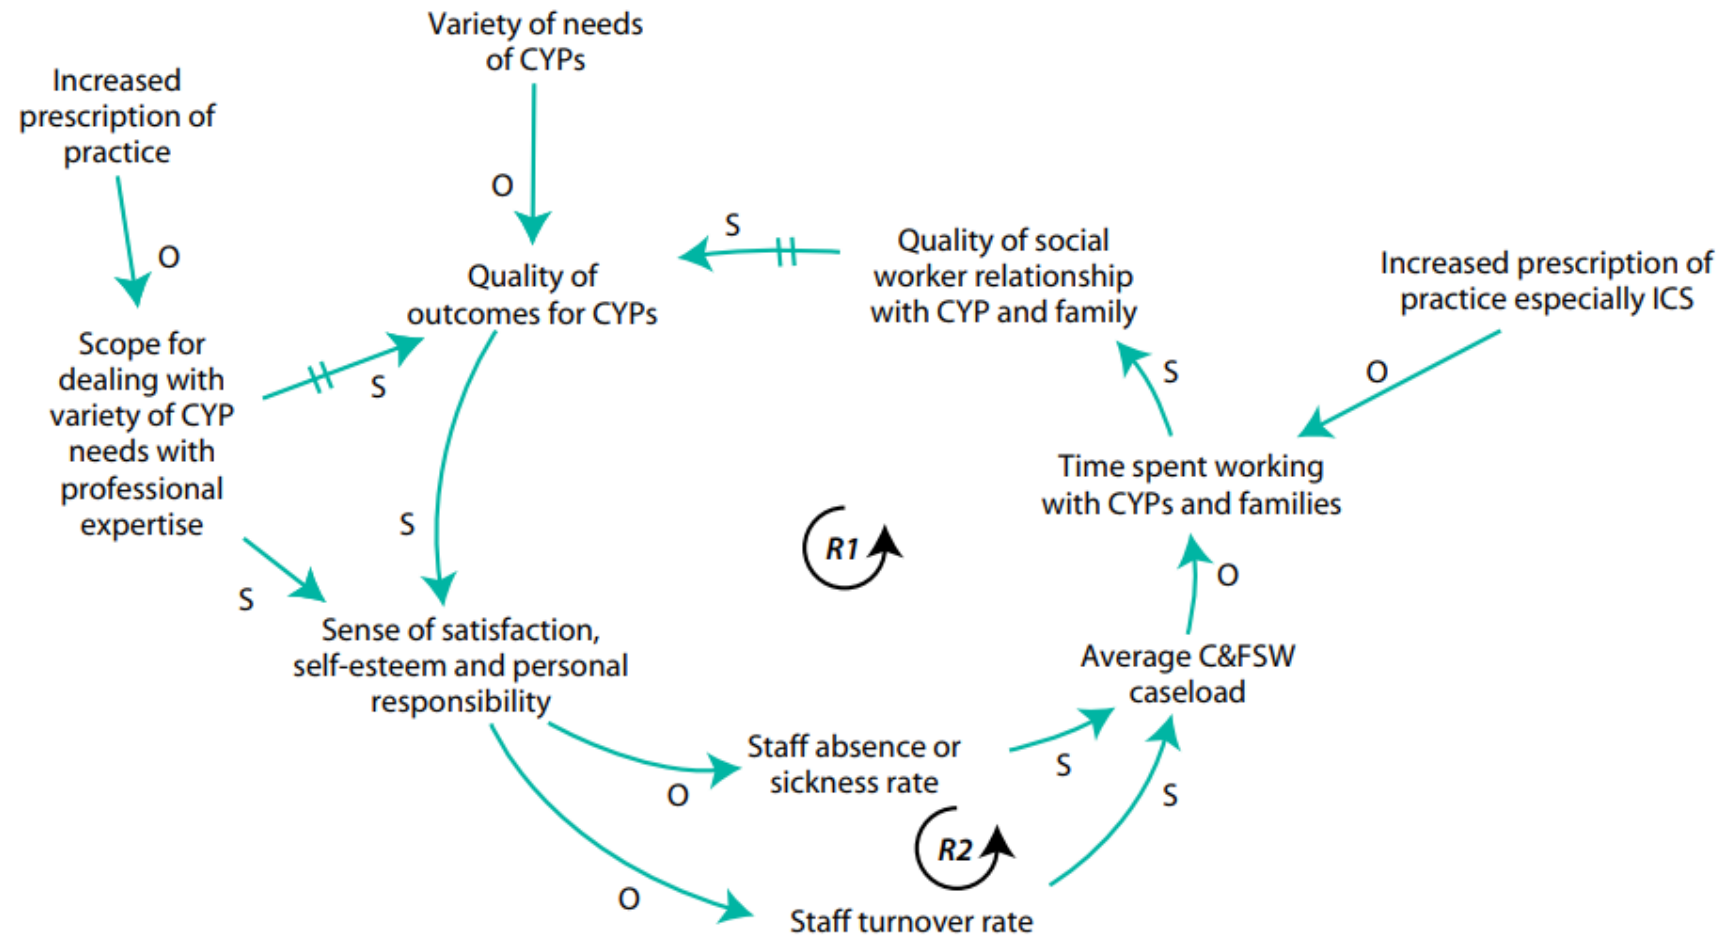 Variety of needs
of CYPs
Increased
prescription of
practice
O
O
S
Quality of social
worker relationship
with CYP and family
Increased prescription of
practice especially ICS
Quality of
outcomes for CYPs
Scope for
dealing with
variety of CYP
needs with
professional
expertise
S
S
O
Time spent working
with CYPs and families
S
R1
O
S
Sense of satisfaction,
self-esteem and personal
responsibility
Average C&FSW
caseload
Staff absence or
sickness rate
S
O
S
R2
O
Staff turnover rate